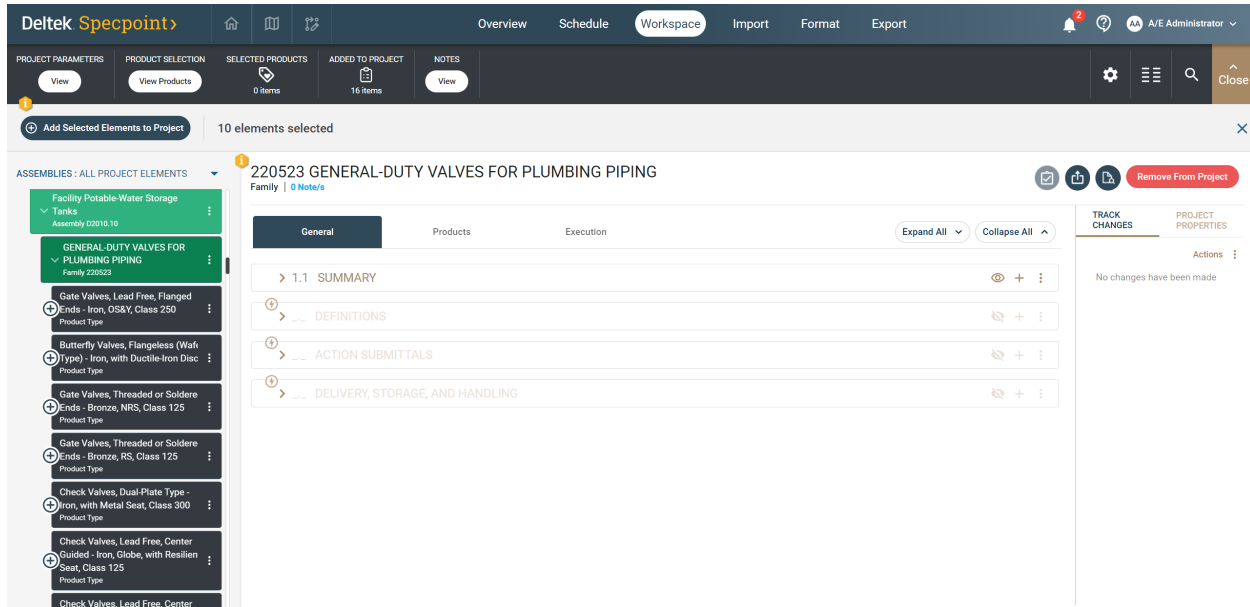 Deltek Specpoint>
Overview Schedule Workspace Import Format Export
2
AA A/E Administrator
PROJECT PARAMETERS PRODUCT SELECTION SELECTED PRODUCTS ADDED TO PROJECT NOTES
View View Products 0 items 16 items View
Close
Add Selected Elements to Project 10 elements selected
ASSEMBLIES : ALL PROJECT ELEMENTS
Facility Potable-Water Storage
Tanks
Assembly D2010.10
GENERAL-DUTY VALVES FOR
PLUMBING PIPING
Family 220523
Gate Valves, Lead Free, Flanged
Ends - Iron, OS&Y, Class 250
Product Type
Butterfly Valves, Flangeless (Wafe
Type) - Iron, with Ductile-Iron Disc
Product Type
Gate Valves, Threaded or Soldere
Ends - Bronze, NRS, Class 125
Product Type
Gate Valves, Threaded or Soldere
Ends - Bronze, RS, Class 125
Product Type
Check Valves, Dual-Plate Type -
Iron, with Metal Seat, Class 300
Product Type
Check Valves, Lead Free, Center
Guided - Iron, Globe, with Resilien
Seat, Class 125
Product Type
Check Valves, Lead Free, Center
220523 GENERAL-DUTY VALVES FOR PLUMBING PIPING
Family | 0 Note/s
Remove From Project
General Products Execution
Expand All Collapse All
1.1 SUMMARY
_._ DEFINITIONS
_._ ACTION SUBMITTALS
_._ DELIVERY, STORAGE, AND HANDLING
TRACK
CHANGES
PROJECT
PROPERTIES
Actions
No changes have been made